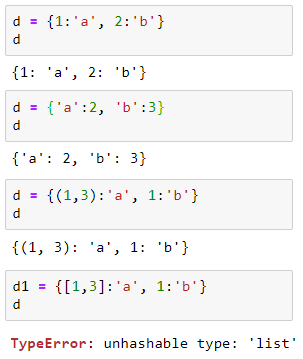 d = {1:'a', 2:'b'}
d
{1: 'a', 2: 'b'}
d = {'a':2, 'b':3}
d
{'a': 2, 'b': 3}
d = {(1,3):'a', 1:'b'}
d
{(1, 3): 'a', 1: 'b'}
d1 = {[1,3]:'a', 1:'b'}
d
TypeError: unhashable type: 'list'